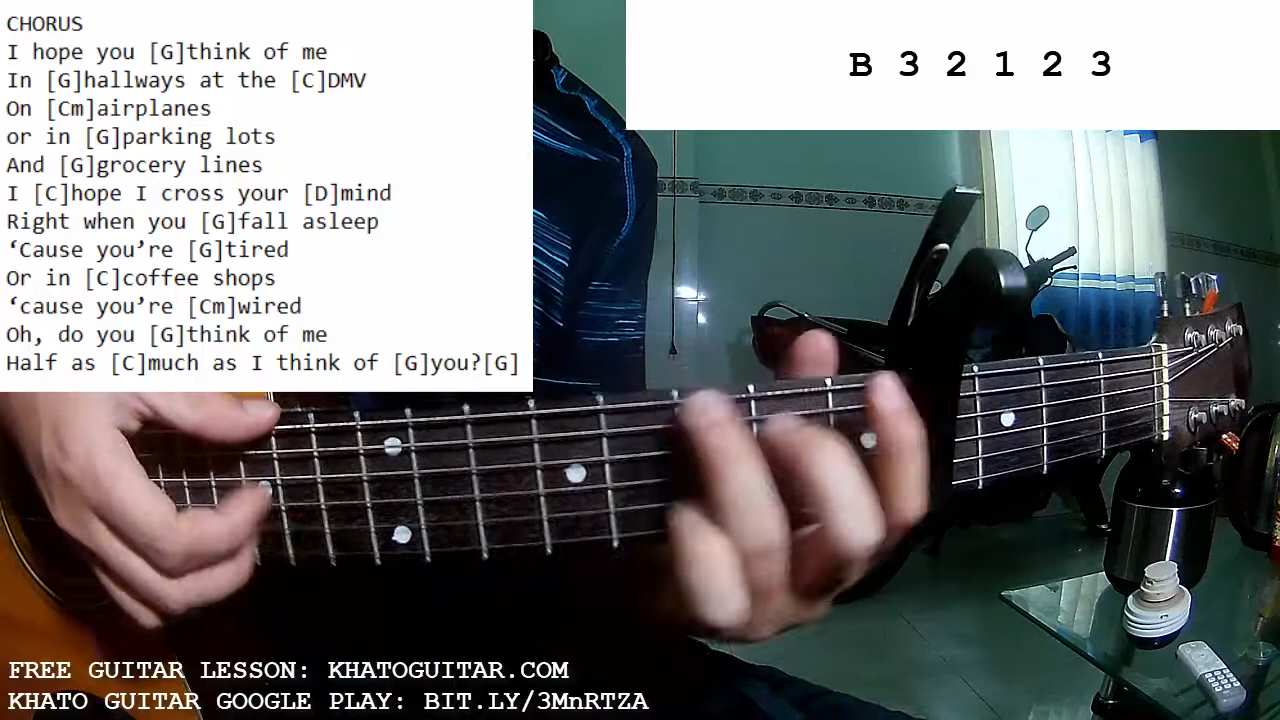 CHORUS
I hope you [G]think of me
In [G]hallways at the [C]DMV
On [Cm]airplanes
or in [G]parking lots
And [G]grocery lines
I [C]hope I cross your [D]mind
Right when you [G]fall asleep
‘Cause you’re [G]tired
Or in [C]coffee shops
‘cause you’re [Cm]wired
Oh, do you [G]think of me
Half as [C]much as I think of [G]you?[G]
B 3 2 1 2 3
FREE GUITAR LESSON: KHATOGUITAR.COM
KHATO GUITAR GOOGLE PLAY: BIT.LY/3MnRTZA